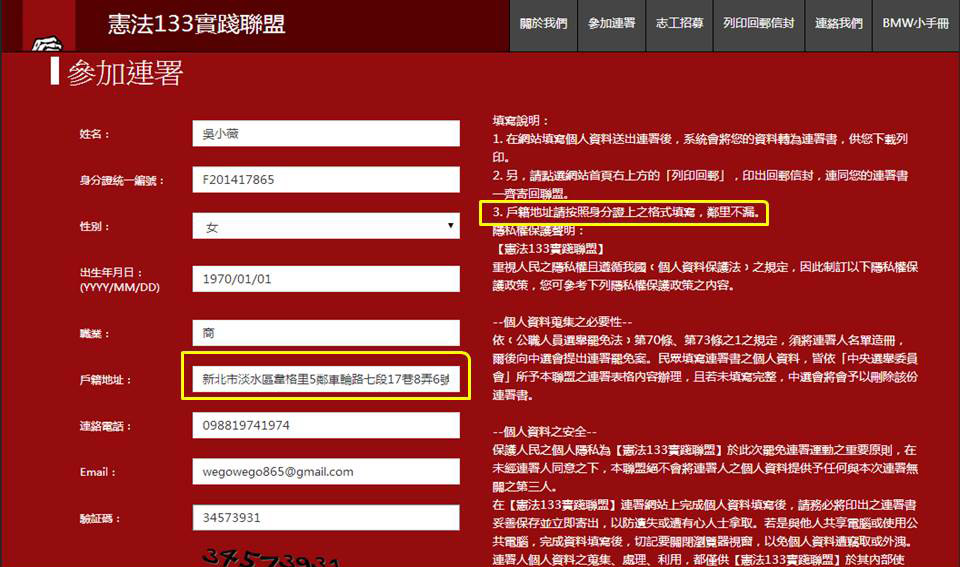 憲法133實踐聯盟
關於我們 參加連署 志工招募 列印回郵信封 連絡我們 BMW小手冊
參加連署
姓名： 吳小薇
身分證統一編號： F201417865
性別： 女
出生年月日：
(YYYY/MM/DD) 1970/01/01
職業： 商
戶籍地址： 新北市淡水區韋格里5鄰車輪路七段17巷8弄6號
連絡電話： 098819741974
Email： wegowego865@gmail.com
驗証碼： 34573931
34573931
填寫說明：
1. 在網站填寫個人資料送出連署後，系統會將您的資料轉為連署書，供您下載列
印。
2. 另，請點選網站首頁右上方的「列印回郵」，印出回郵信封，連同您的連署書
一齊寄回聯盟。
3. 戶籍地址請按照身分證上之格式填寫，鄰里不漏。
隱私權保護聲明：
【憲法133實踐聯盟】
重視人民之隱私權且遵循我國﹝個人資料保護法﹞之規定，因此制訂以下隱私權保
護政策，您可參考下列隱私權保護政策之內容。
--個人資料蒐集之必要性--
依﹝公職人員選舉罷免法﹞第70條、第73條之1之規定，須將連署人名單造冊，
爾後向中選會提出連署罷免案。民眾填寫連署書之個人資料，皆依「中央選舉委員
會」所予本聯盟之連署表格內容辦理，且若未填寫完整，中選會將會予以刪除該份
連署書。
--個人資料之安全--
保護人民之個人隱私為【憲法133實踐聯盟】於此次罷免連署運動之重要原則，在
未經連署人同意之下，本聯盟絕不會將連署人之個人資料提供予任何與本次連署無
關之第三人。
在【憲法133實踐聯盟】連署網站上完成個人資料填寫後，請務必將印出之連署書
妥善保存並立即寄出，以防遺失或遭有心人士拿取。若是與他人共享電腦或使用公
共電腦，完成資料填寫後，切記要關閉瀏覽器視窗，以免個人資料遭竊取或外洩。
連署人個人資料之蒐集、處理、利用，都僅供【憲法133實踐聯盟】於其內部使